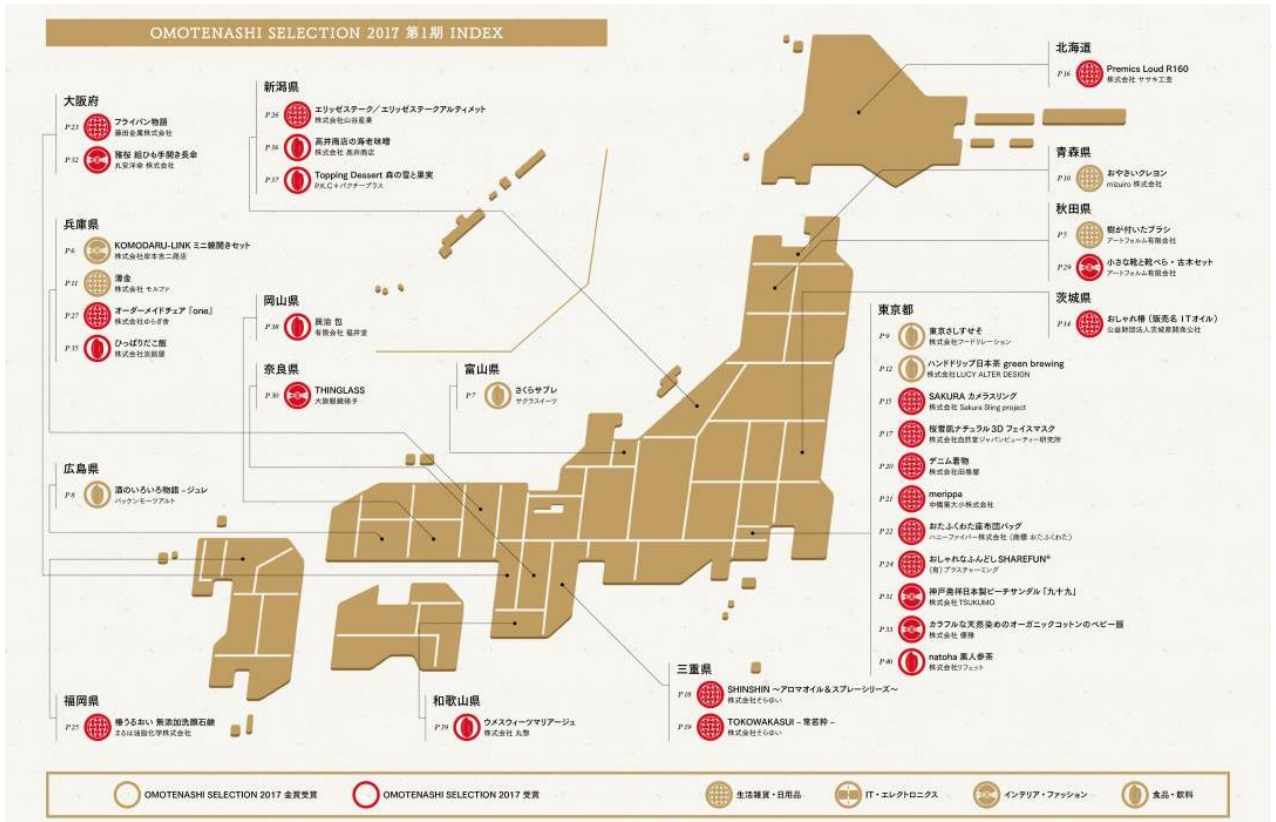 OMOTENASHI SELECTION 2017 第1期 INDEX
大阪府
P23 フライパン物語
藤田金属株式会社
P32 雅桜 組ひも手開き長傘
丸安洋傘 株式会社
新潟県
P26 エリッゼステーク／エリッゼステークアルティメット
株式会社山谷産業
P36 高井商店の海老味噌
株式会社 高井商店
P37 Topping Dessert 森の雪と果実
P.K.C＋パクチープラス
北海道
P16 Premics Loud R160
株式会社 ササキ工芸
青森県
P10 おやさいクレヨン
mizuiro 株式会社
秋田県
P5 樹が付いたブラシ
アートフォルム有限会社
P29 小さな靴と靴べら・古木セット
アートフォルム有限会社
茨城県
P14 おしゃれ椿（販売名 ITオイル）
公益財団法人茨城県開発公社
兵庫県
P6 KOMODARU-LINK ミニ鏡開きセット
株式会社岸本吉二商店
P11 薄金
株式会社 モルファ
P27 オーダーメイドチェア「one」
株式会社ゆらぎ舎
P35 ひっぱりだこ飯
株式会社淡路屋
岡山県
P38 辰治 包
有限会社 福井堂
奈良県
P30 THINGLASS
大阪眼鏡硝子
富山県
P7 さくらサブレ
サクラスイーツ
東京都
P9 東京さしすせそ
株式会社フードリレーション
P12 ハンドドリップ日本茶 green brewing
株式会社LUCY ALTER DESIGN
P15 SAKURA カメラスリング
株式会社 Sakura Sling project
P17 桜雪肌ナチュラル3D フェイスマスク
株式会社自然堂ジャパンビューティー研究所
P20 デニム着物
株式会社田巻屋
P21 merippa
中橋莫大小株式会社
P22 おたふくわた座布団バッグ
ハニーファイバー株式会社（商標 おたふくわた）
P24 おしゃれなふんどしSHAREFUN®
（有）プラスチャーミング
P31 神戸発祥日本製ビーチサンダル「九十九」
株式会社 TSUKUMO
P33 カラフルな天然染めのオーガニックコットンのベビー服
株式会社 優雅
P40 natoha 黒人参茶
株式会社リフェット
広島県
P8 酒のいろいろ物語 –ジュレ
バッケンモーツアルト
福岡県
P25 椿うるおい 無添加洗顔石鹸
まるは油脂化学株式会社
和歌山県
P39 ウメスウィーツマリアージュ
株式会社 丸惣
三重県
P18 SHINSHIN ～アロマオイル＆スプレーシリーズ～
株式会社そらゆい
P19 TOKOWAKASUI – 常若粋 –
株式会社そらゆい
OMOTENASHI SELECTION 2017 金賞受賞
OMOTENASHI SELECTION 2017 受賞
生活雑貨・日用品
IT・エレクトロニクス
インテリア・ファッション
食品・飲料